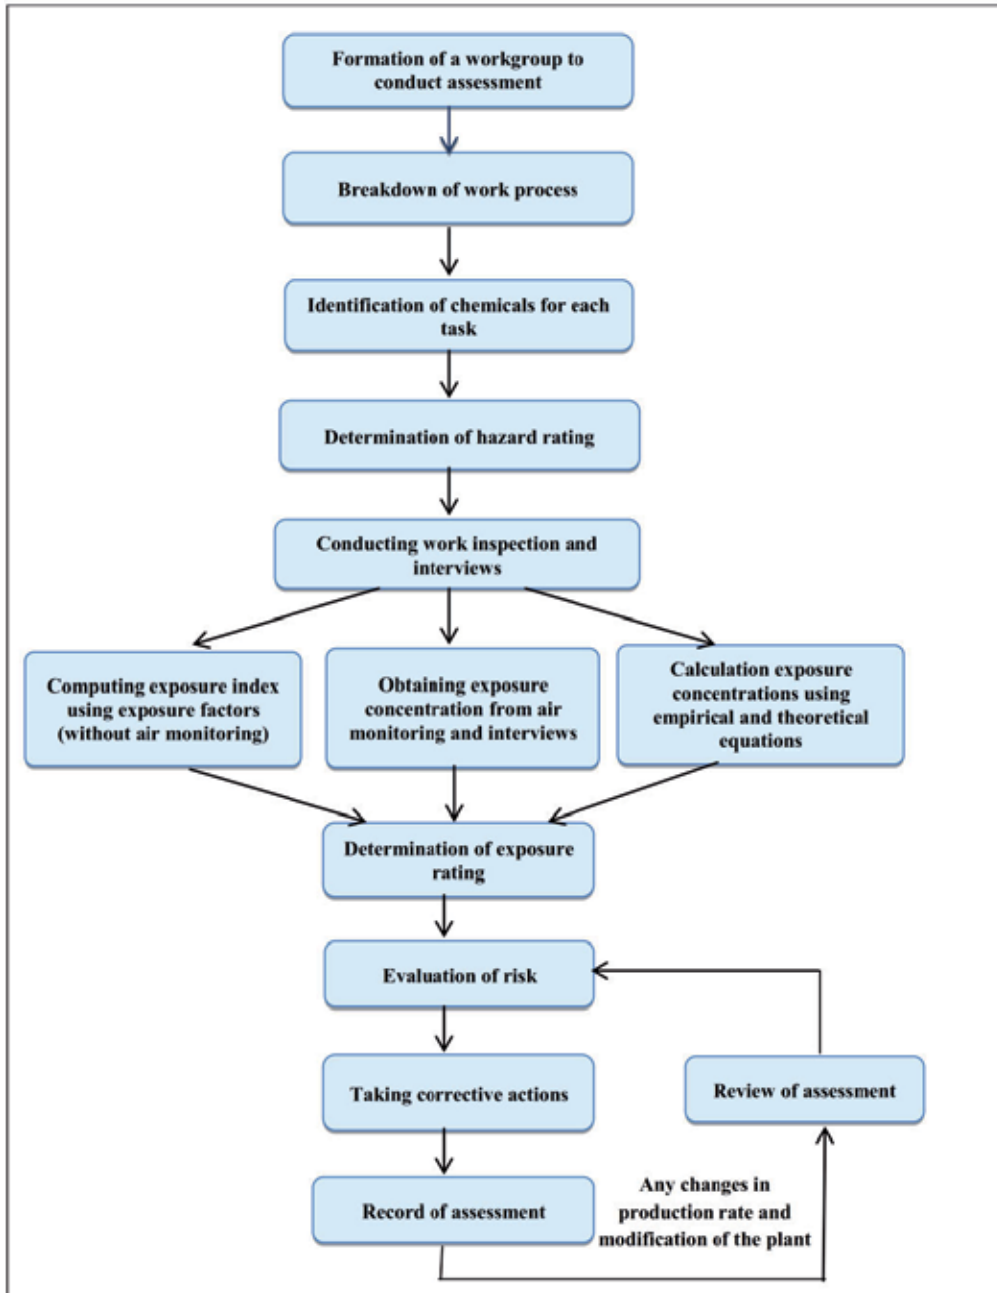 Formation of a workgroup to
conduct assessment
Breakdown of work process
Identification of chemicals for each
task
Determination of hazard rating
Conducting work inspection and
interviews
Computing exposure index
using exposure factors
(without air monitoring)
Obtaining exposure
concentration from air
monitoring and interviews
Calculation exposure
concentrations using
empirical and theoretical
equations
Determination of exposure
rating
Evaluation of risk
Taking corrective actions
Review of assessment
Record of assessment
Any changes in
production rate and
modification of the plant